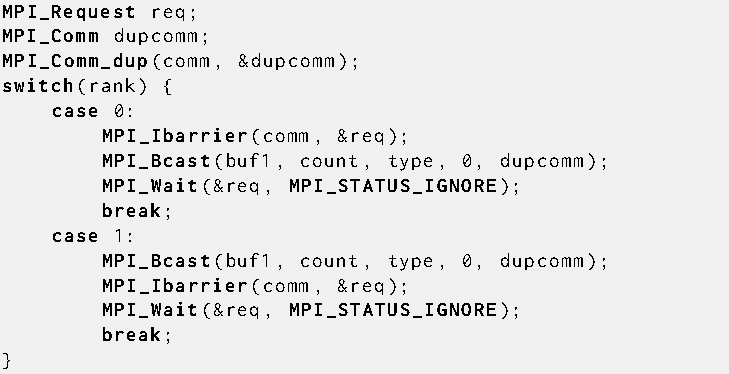 MPI_Request req;
MPI_Comm dupcomm;
MPI_Comm_dup(comm, &dupcomm);
switch(rank) {
    case 0:
        MPI_Ibarrier(comm, &req);
        MPI_Bcast(buf1, count, type, 0, dupcomm);
        MPI_Wait(&req, MPI_STATUS_IGNORE);
        break;
    case 1:
        MPI_Bcast(buf1, count, type, 0, dupcomm);
        MPI_Ibarrier(comm, &req);
        MPI_Wait(&req, MPI_STATUS_IGNORE);
        break;
}